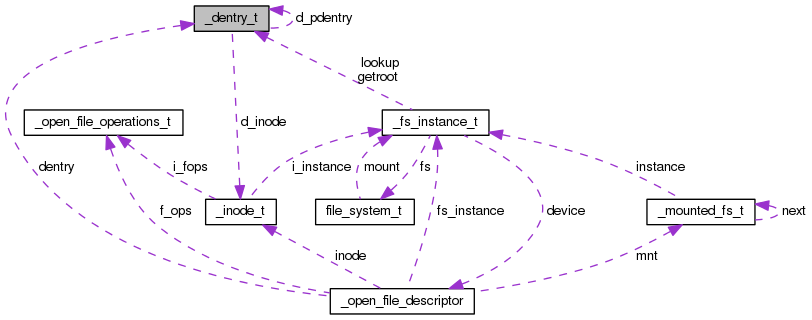 _dentry_t
d_pdentry
lookup
getroot
_open_file_operations_t
d_inode
_fs_instance_t
dentry
i_fops
i_instance
mount
fs
instance
f_ops
_inode_t
file_system_t
fs_instance
device
_mounted_fs_t
next
inode
mnt
_open_file_descriptor